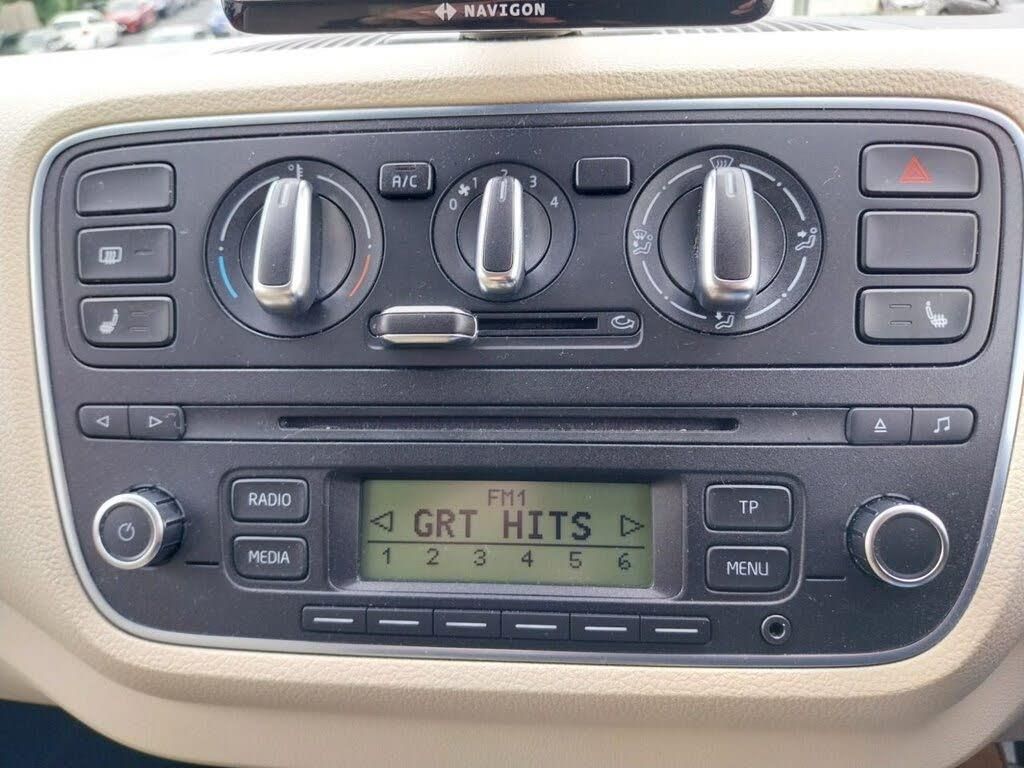 NAVIGON
A/C
0 1 2 3 4
RADIO
MEDIA
FM1
GRT HITS
1 2 3 4 5 6
TP
MENU